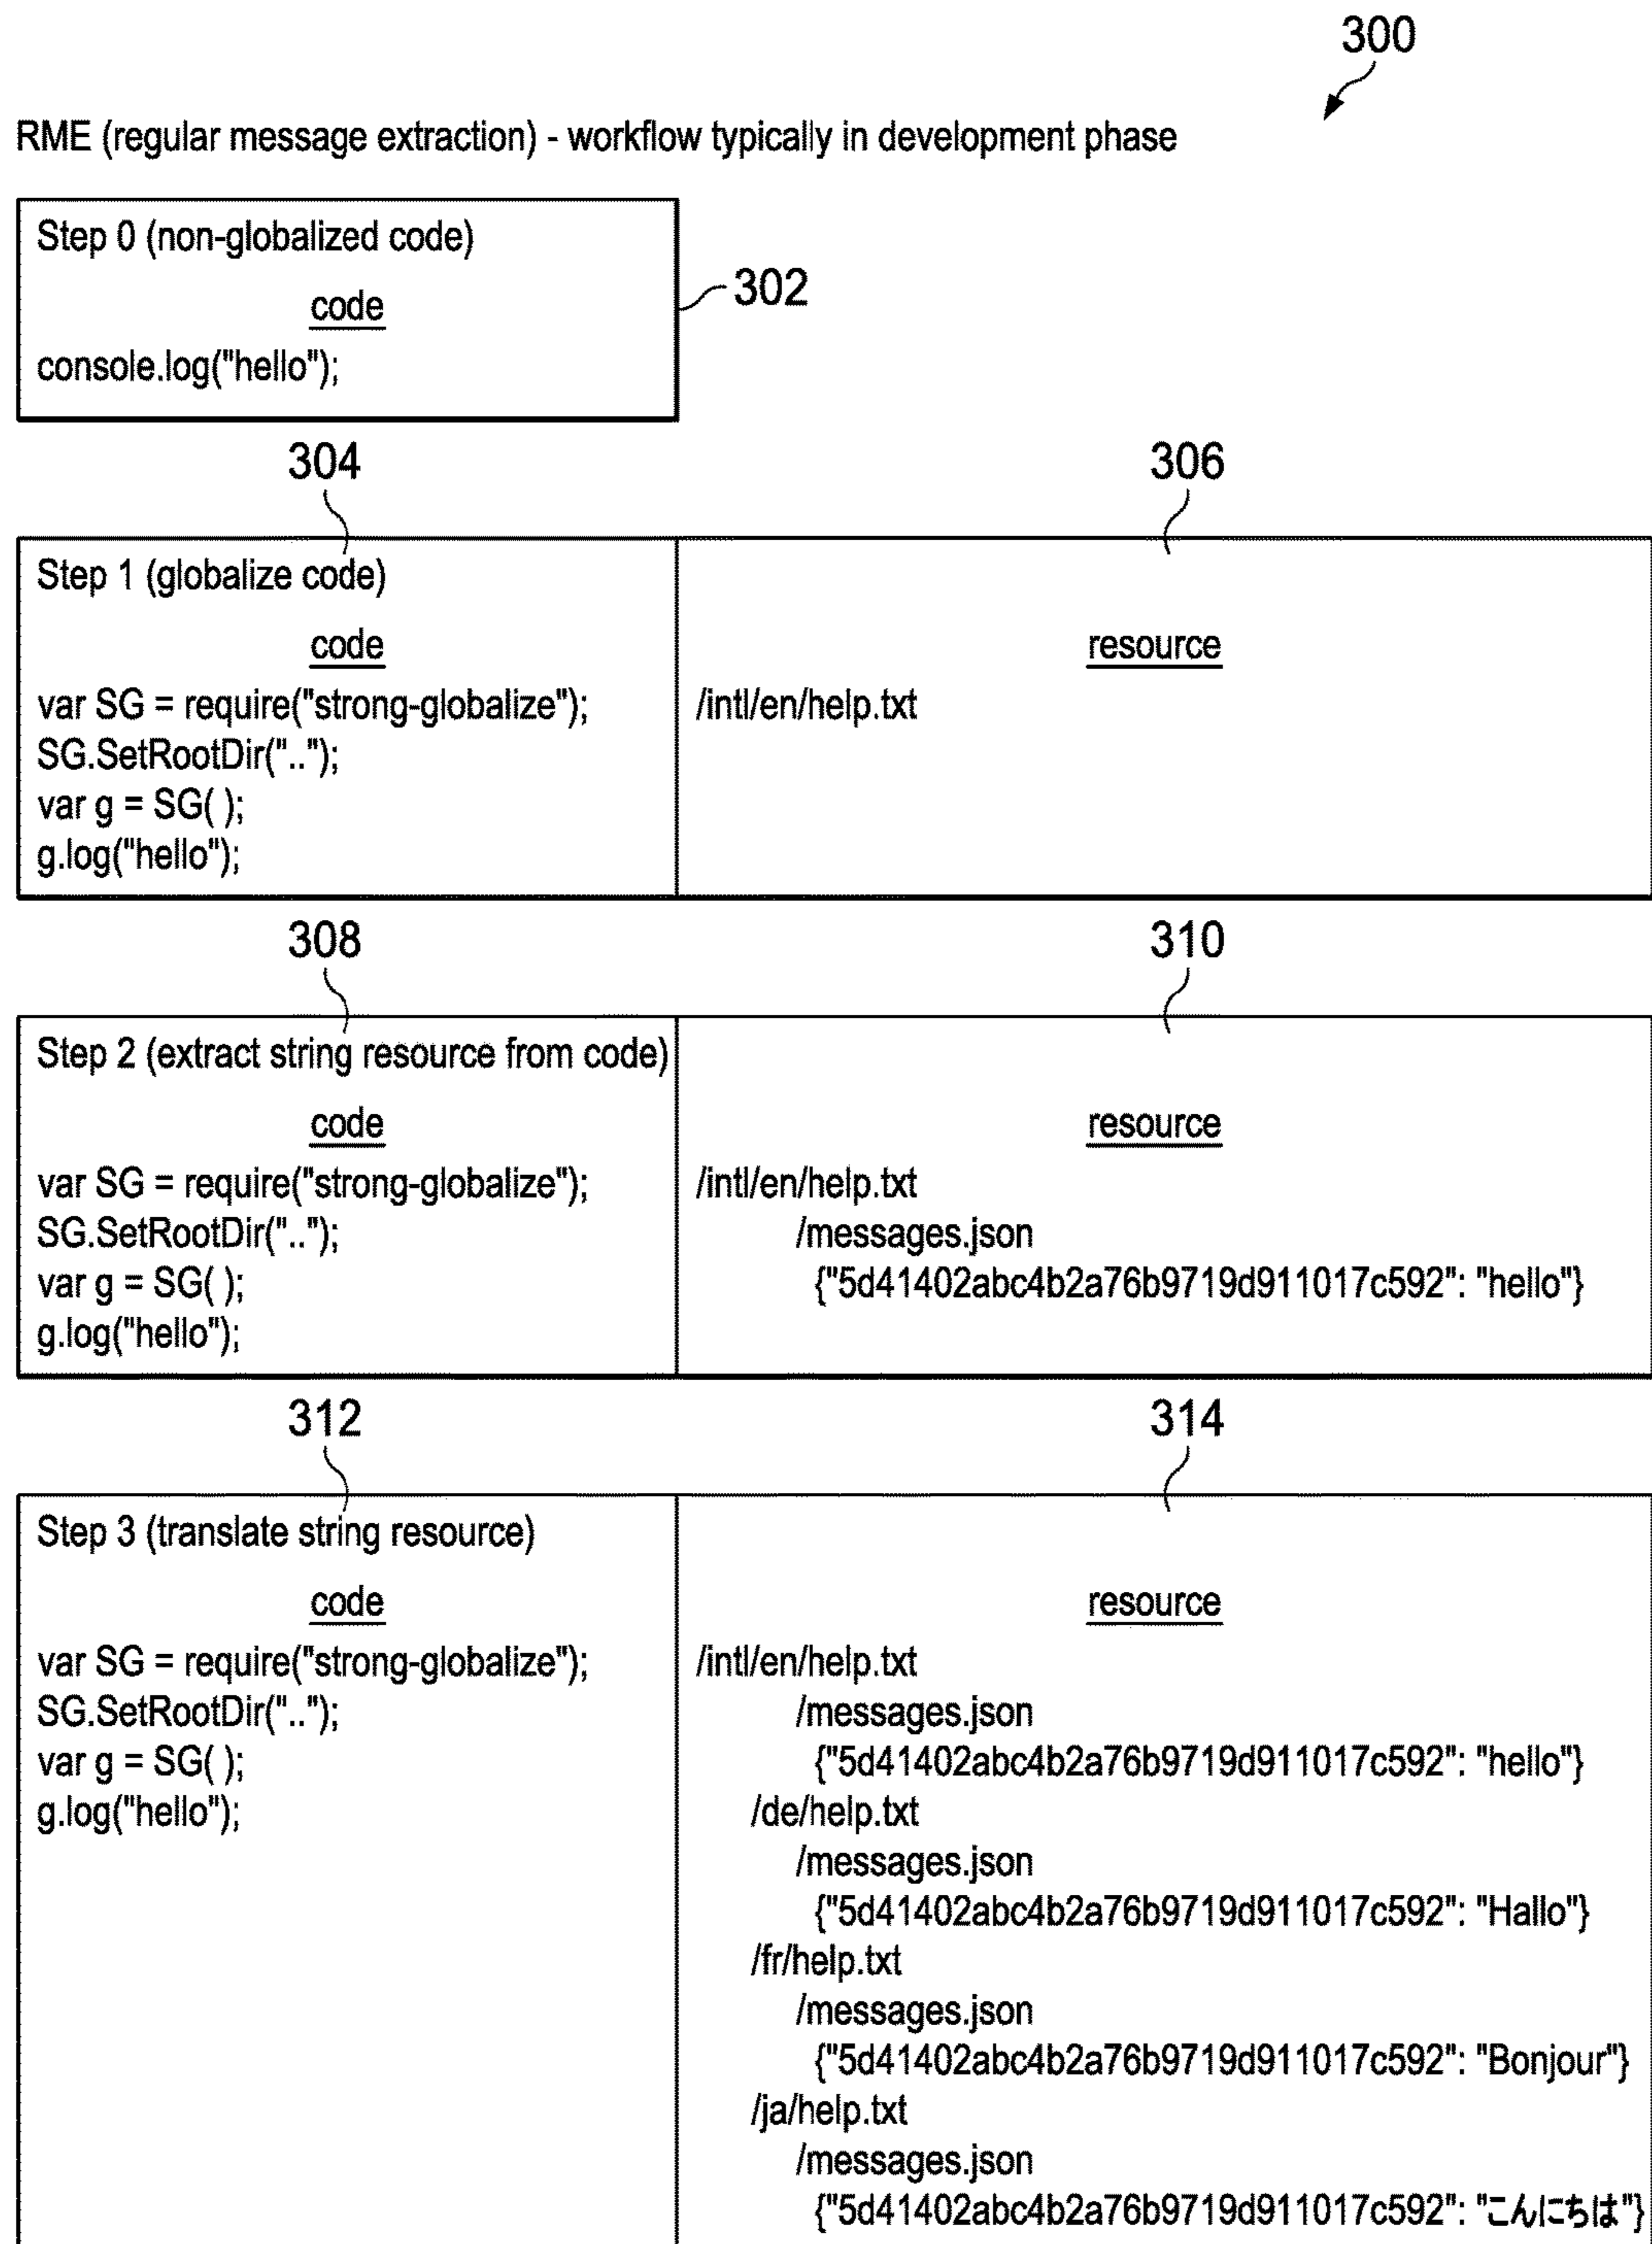 300
RME (regular message extraction) - workflow typically in development phase
Step 0 (non-globalized code)
code
console.log("hello");
302
304
306
Step 1 (globalize code)
code
var SG = require("strong-globalize");
SG.SetRootDir("..");
var g = SG( );
g.log("hello");
resource
/intl/en/help.txt
308
310
Step 2 (extract string resource from code)
code
var SG = require("strong-globalize");
SG.SetRootDir("..");
var g = SG( );
g.log("hello");
resource
/intl/en/help.txt
/messages.json
{"5d41402abc4b2a76b9719d911017c592": "hello"}
312
314
Step 3 (translate string resource)
code
var SG = require("strong-globalize");
SG.SetRootDir("..");
var g = SG( );
g.log("hello");
resource
/intl/en/help.txt
/messages.json
{"5d41402abc4b2a76b9719d911017c592": "hello"}
/de/help.txt
/messages.json
{"5d41402abc4b2a76b9719d911017c592": "Hallo"}
/fr/help.txt
/messages.json
{"5d41402abc4b2a76b9719d911017c592": "Bonjour"}
/ja/help.txt
/messages.json
{"5d41402abc4b2a76b9719d911017c592": "こんにちは"}